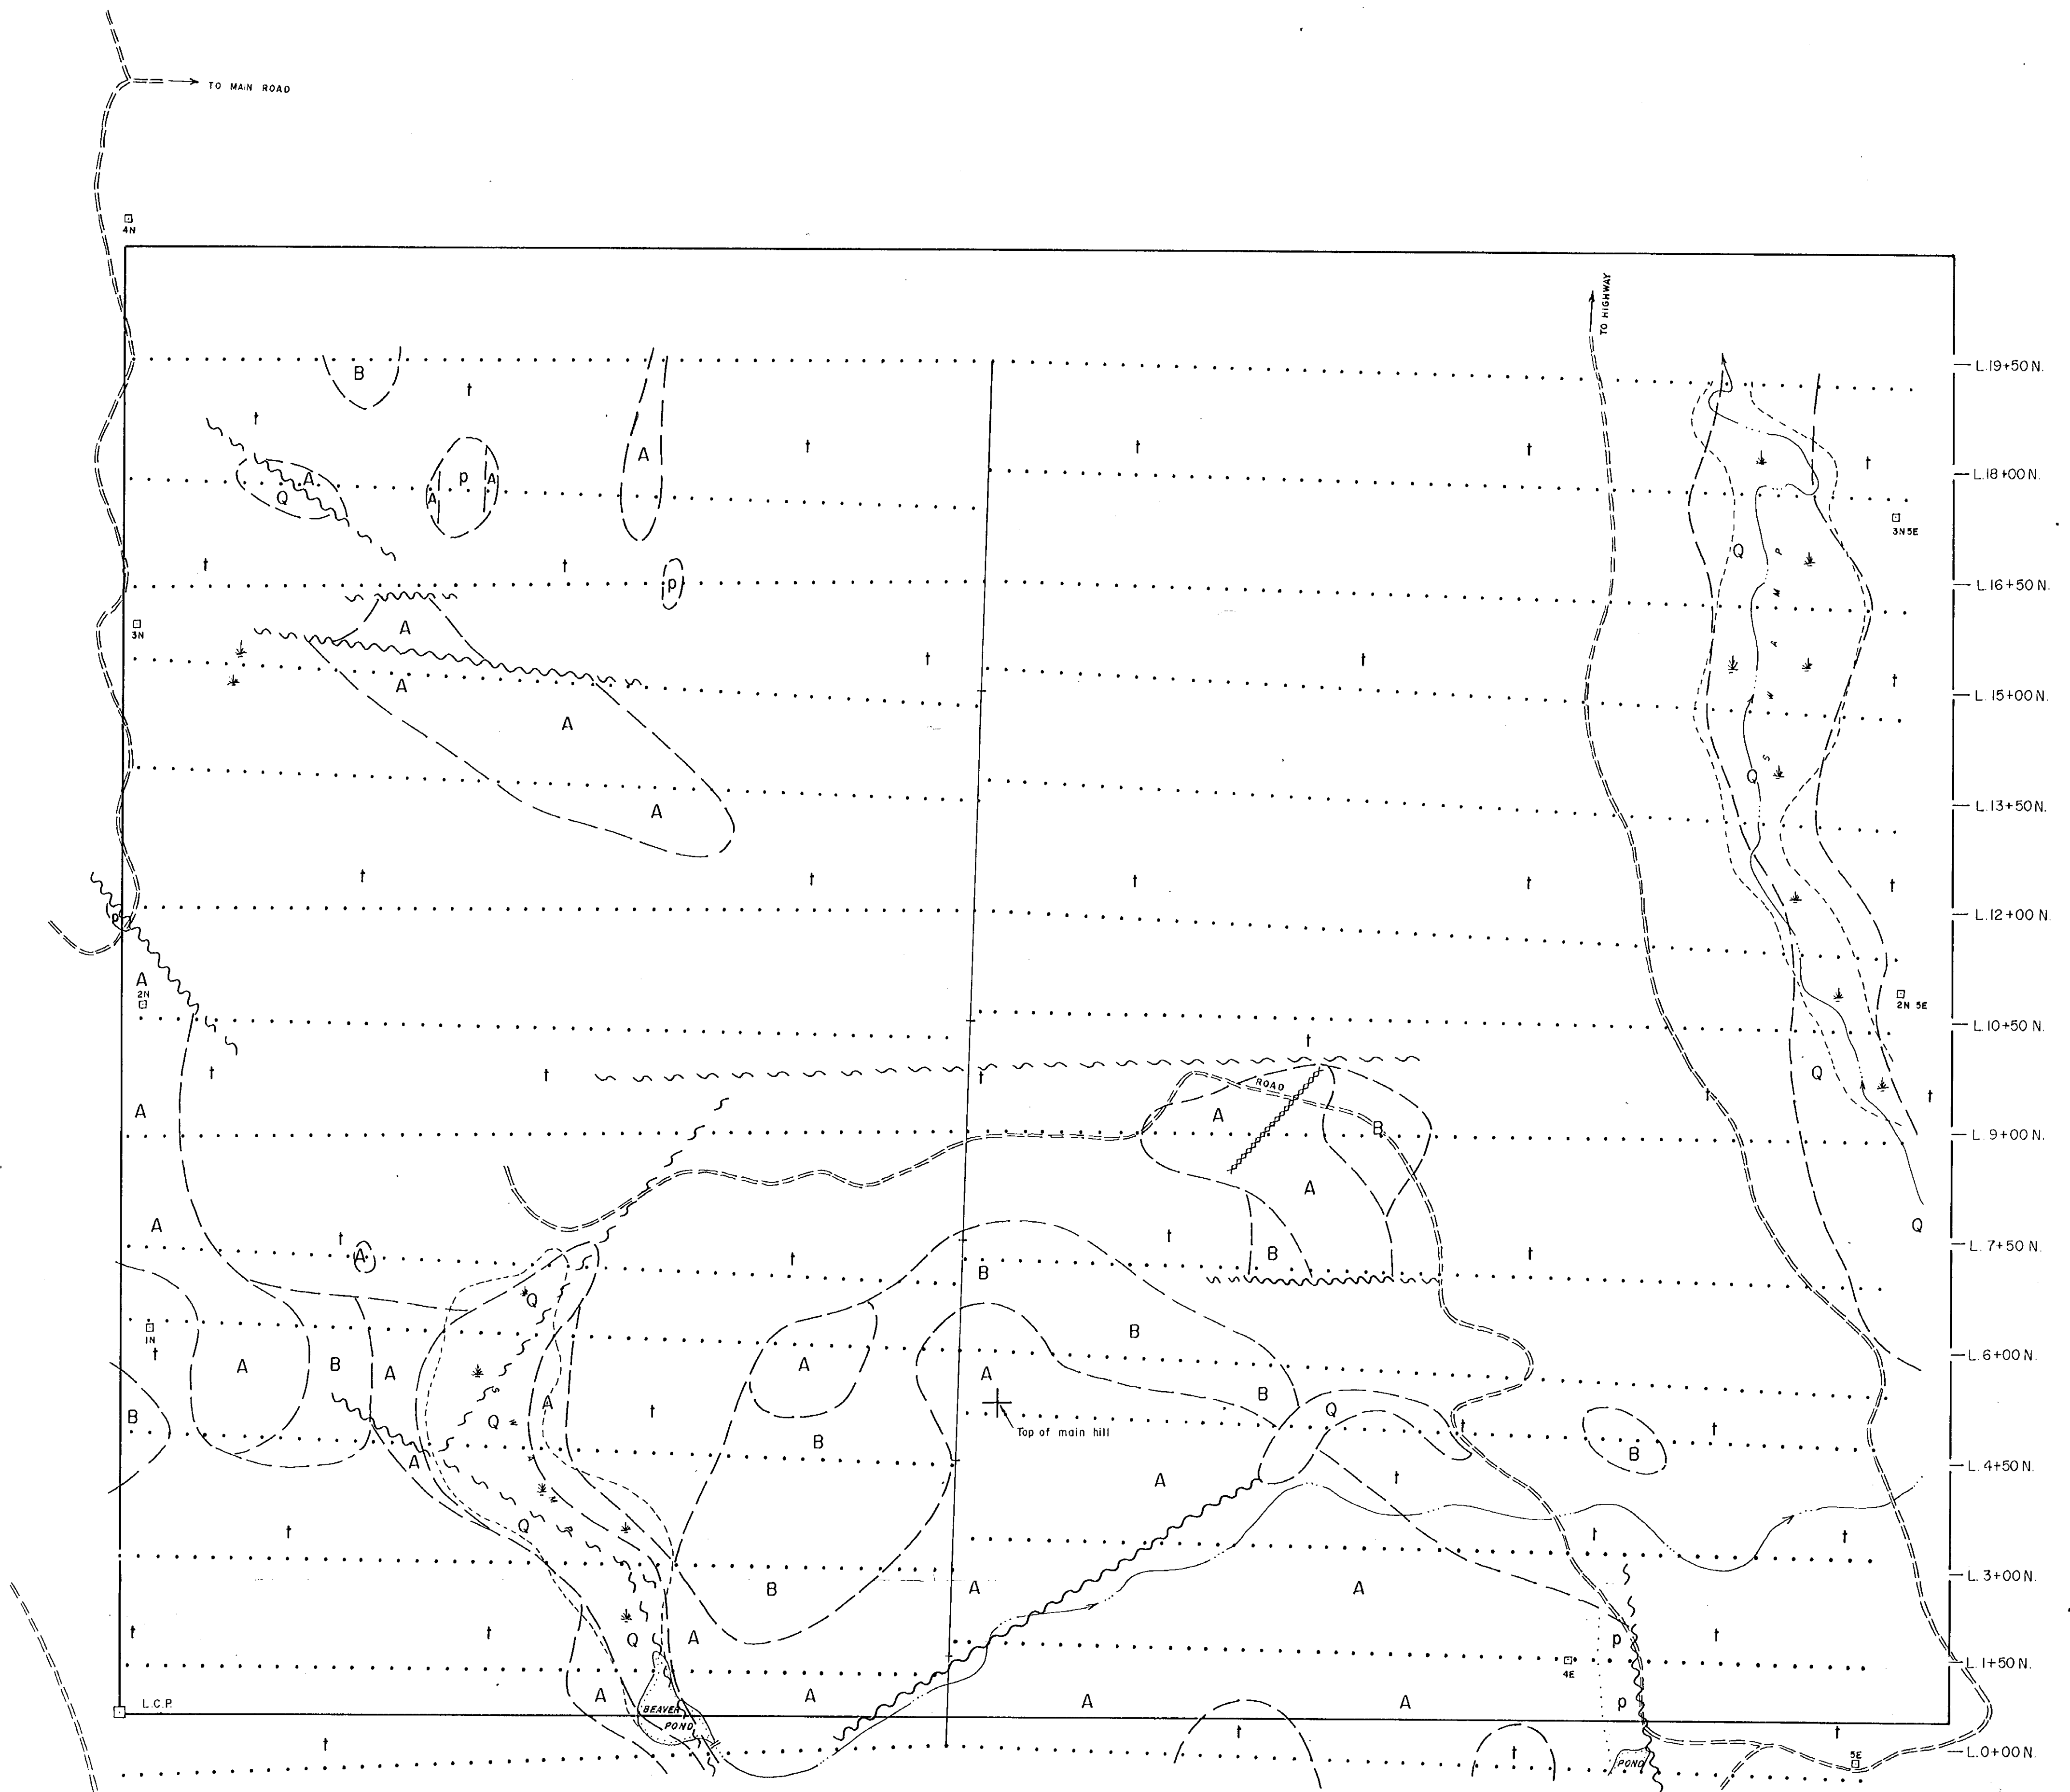 TO MAIN ROAD
4N
TO HIGHWAY
L.19+50 N.
B
t
t
A
t
t
t
t
A
Q
A
p
A
L.18+00 N.
3N 5E
Q
t
t
p
L.16+50 N.
3N
A
SWAMP
t
t
A
t
L.15+00 N.
A
Q
A
L.13+50 N.
t
t
t
t
t
p
L.12+00 N.
A
2N
2N 5E
L.10+50 N.
t
t
t
t
Q
ROAD
t
t
A
A
B
L.9+00 N.
A
A
Q
t
A
t
t
B
t
L.7+50 N.
B
Q
1N
t
B
A
B
A
A
A
L.6+00 N.
B
A
B
Q
t
Q
Top of main hill
t
t
B
B
A
A
t
L.4+50 N.
Q
t
t
t
B
A
A
L.3+00 N.
t
t
Q
A
p
t
4E
L.1+50 N.
L.C.P.
A
A
A
A
p
BEAVER
POND
t
t
t
t
POND
5E
L.0+00 N.